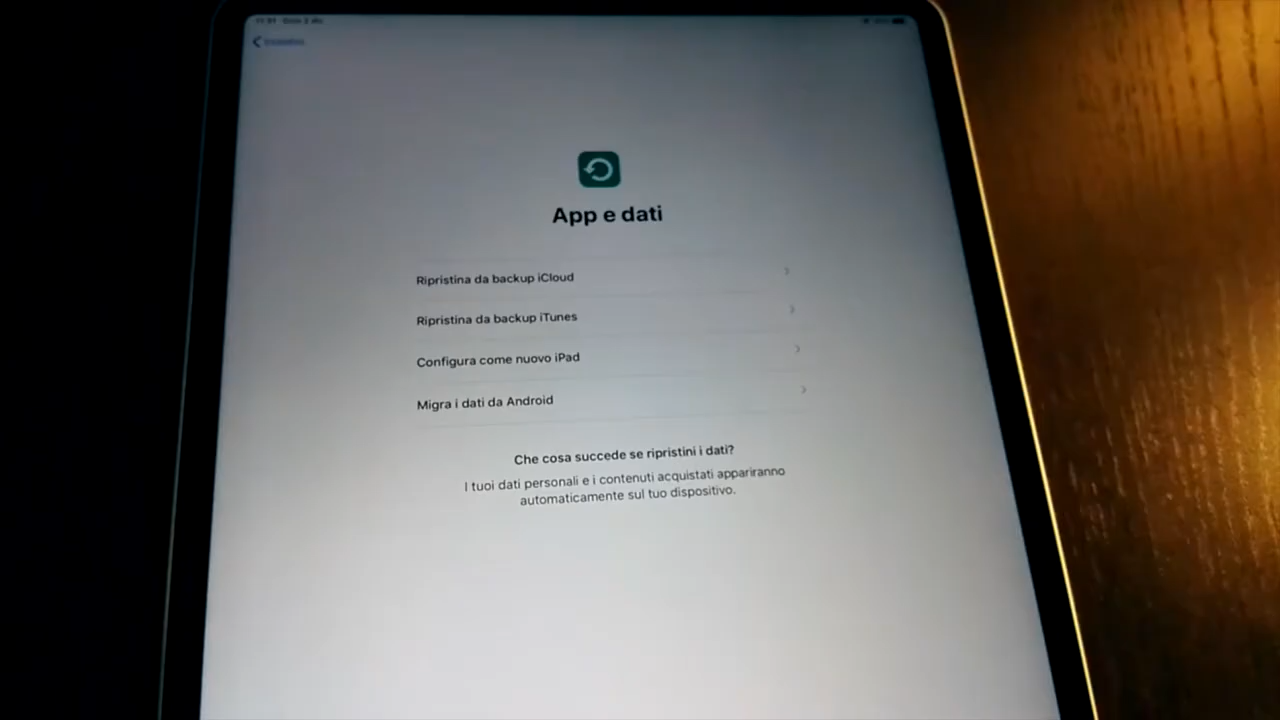 App e dati
Ripristina da backup iCloud
Ripristina da backup iTunes
Configura come nuovo iPad
Migra i dati da Android
Che cosa succede se ripristini i dati?
I tuoi dati personali e i contenuti acquistati appariranno
automaticamente sul tuo dispositivo.